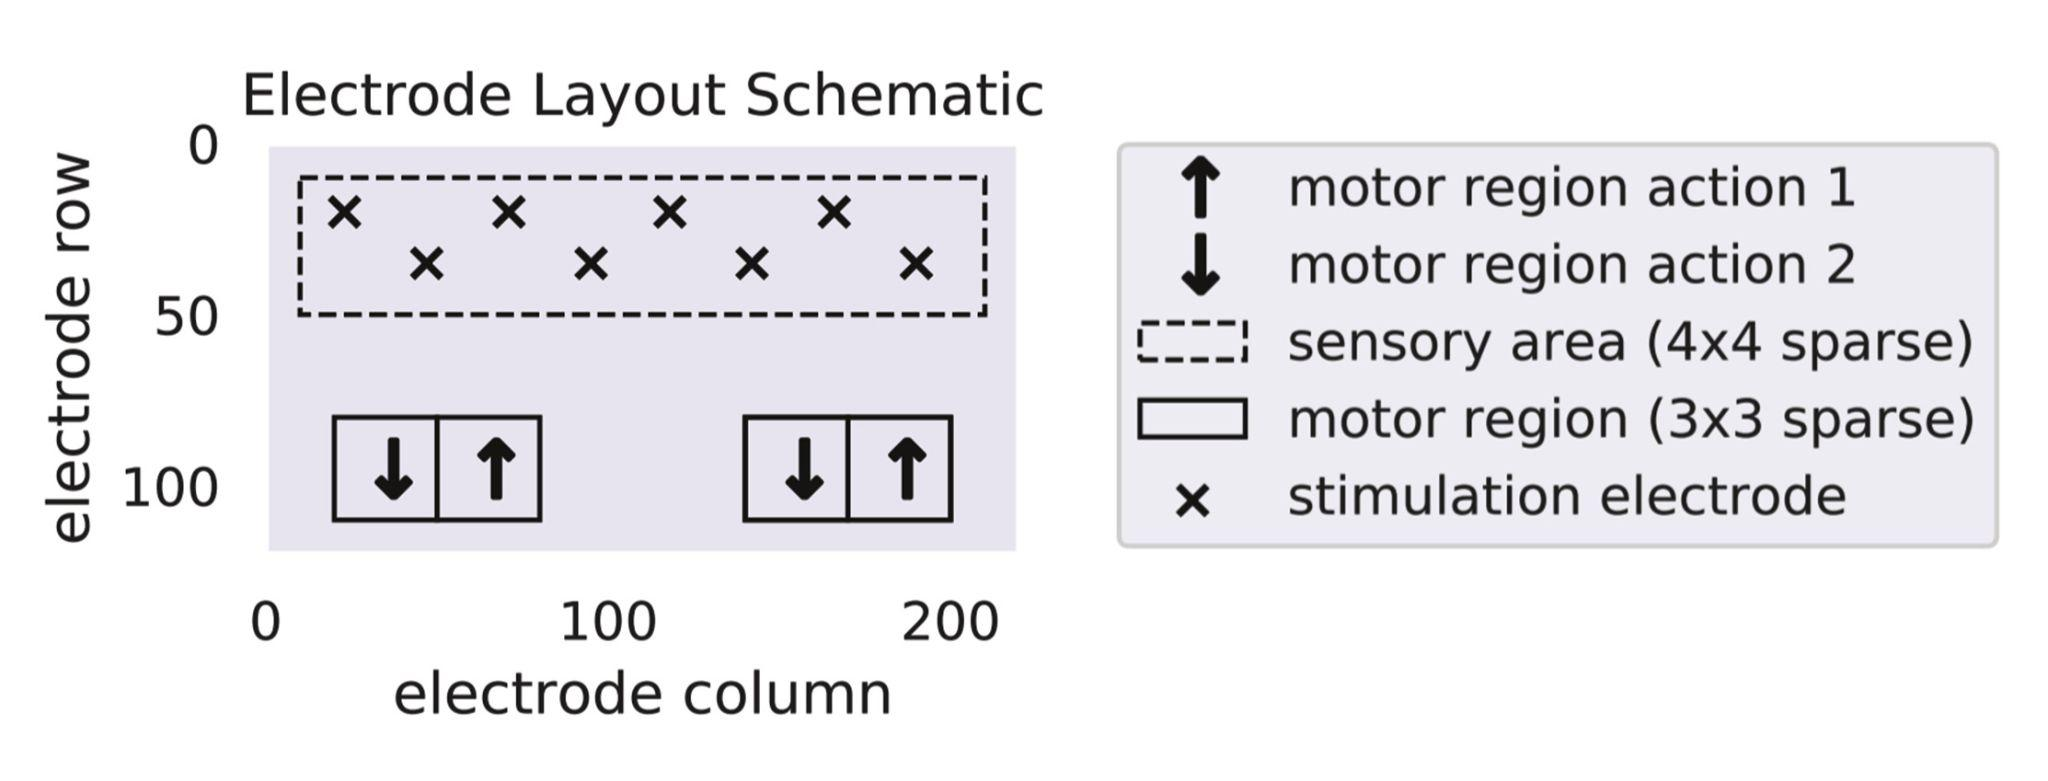 Electrode Layout Schematic
electrode row
0
50
100
0 100 200
electrode column
motor region action 1
motor region action 2
sensory area (4x4 sparse)
motor region (3x3 sparse)
stimulation electrode